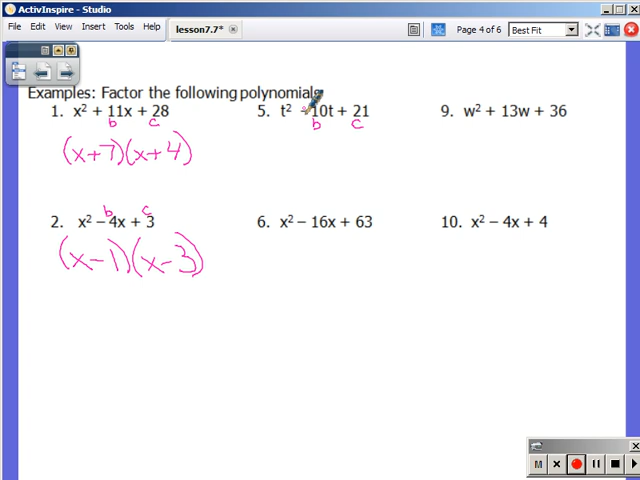 ActivInspire - Studio
File Edit View Insert Tools Help lesson7.7* Page 4 of 6 Best Fit
Examples: Factor the following polynomials
1. x² + 11x + 28
b c
(x+7)(x+4)
5. t² - 10t + 21
b c
9. w² + 13w + 36
2. x² – 4x + 3
b c
(x-1)(x-3)
6. x² – 16x + 63
10. x² – 4x + 4
M